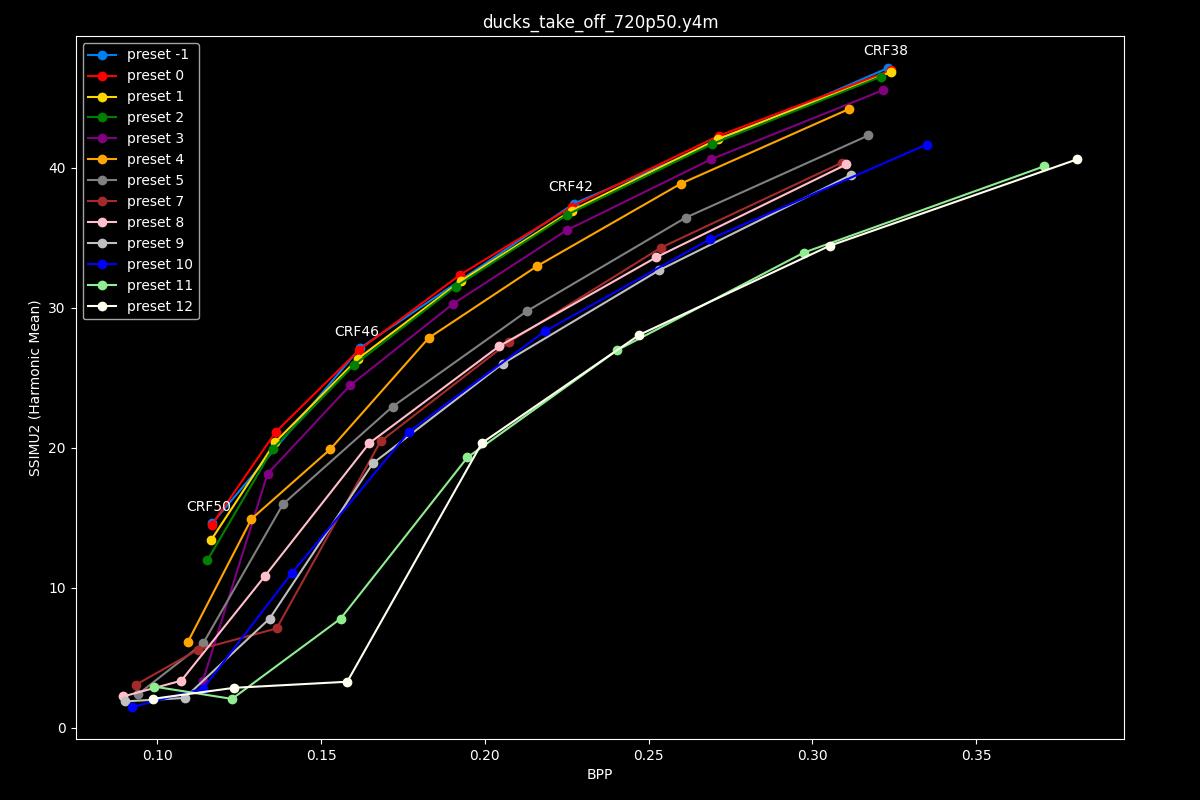 ducks_take_off_720p50.y4m
preset -1
preset 0
preset 1
preset 2
preset 3
preset 4
preset 5
preset 7
preset 8
preset 9
preset 10
preset 11
preset 12
CRF38
CRF42
CRF46
CRF50
SSIMU2 (Harmonic Mean)
40
30
20
10
0
0.10
0.15
0.20
0.25
0.30
0.35
BPP